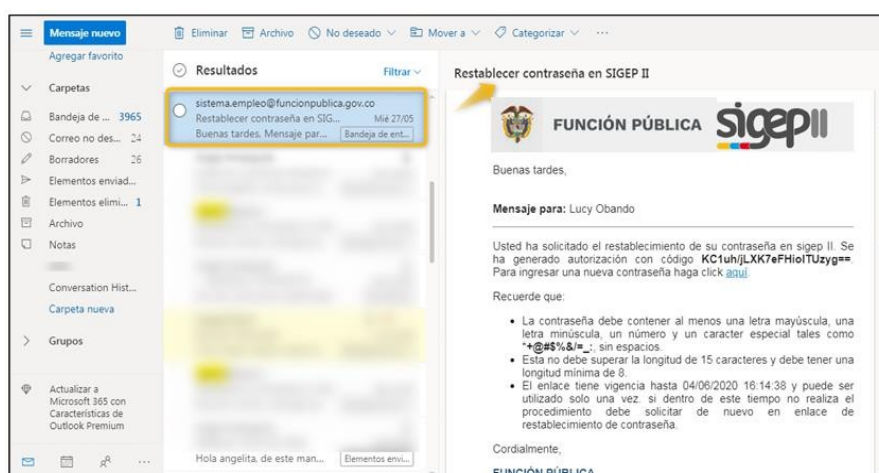 Mensaje nuevo
Eliminar Archivo No deseado Mover a Categorizar ...
Agregar favorito
Carpetas
Bandeja de ... 3965
Correo no des... 24
Borradores 26
Elementos enviad...
Elementos elimi... 1
Archivo
Notas
Conversation Hist...
Carpeta nueva
Grupos
Actualizar a
Microsoft 365 con
Características de
Outlook Premium
...
Resultados Filtrar
sistema.empleo@funcionpublica.gov.co
Restablecer contraseña en SIG... Mié 27/05
Buenas tardes, Mensaje par... Bandeja de ent...
Hola angelita, de este man... Elementos envi...
Restablecer contraseña en SIGEP II
FUNCIÓN PÚBLICA sigepII
Buenas tardes,
Mensaje para: Lucy Obando
Usted ha solicitado el restablecimiento de su contraseña en sigep II. Se
ha generado autorización con código KC1uh/jLXK7eFHiolTUzyg==.
Para ingresar una nueva contraseña haga click aquí.
Recuerde que:
• La contraseña debe contener al menos una letra mayúscula, una
letra minúscula, un número y un caracter especial tales como
"+@#$%&/=_:, sin espacios.
• Esta no debe superar la longitud de 15 caracteres y debe tener una
longitud mínima de 8.
• El enlace tiene vigencia hasta 04/06/2020 16:14:38 y puede ser
utilizado solo una vez. si dentro de este tiempo no realiza el
procedimiento debe solicitar de nuevo en enlace de
restablecimiento de contraseña.
Cordialmente,
FUNCIÓN PÚBLICA